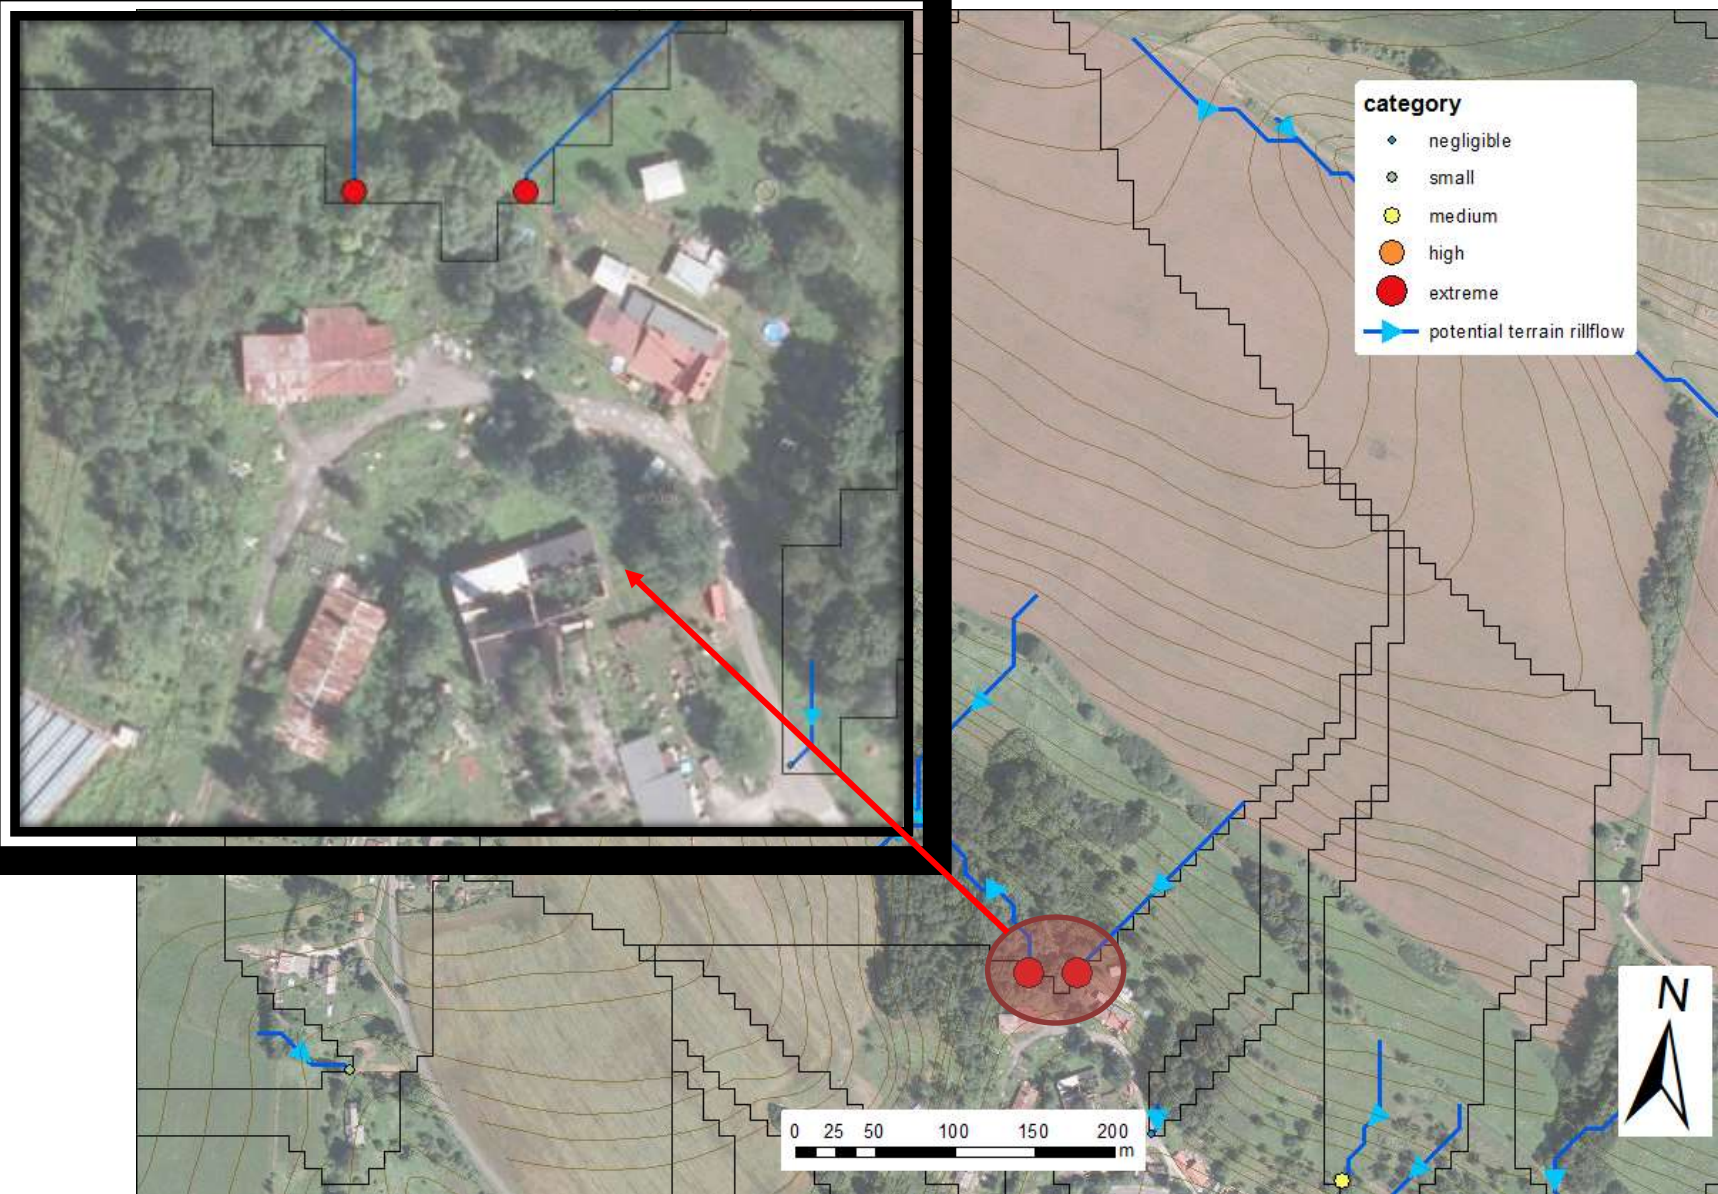 category
negligible
small
medium
high
extreme
potential terrain rillflow
N
0 25 50 100 150 200
m